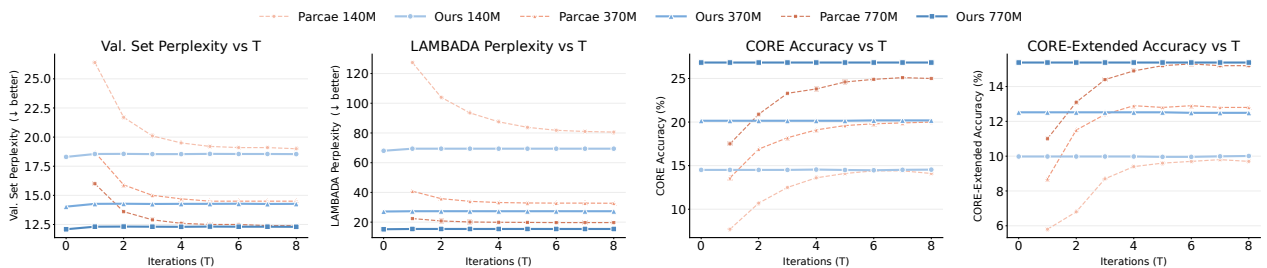 Parcae 140M Ours 140M Parcae 370M Ours 370M Parcae 770M Ours 770M
Val. Set Perplexity vs T
Val. Set Perplexity (↓ better)
25.0
22.5
20.0
17.5
15.0
12.5
0 2 4 6 8
Iterations (T)
LAMBADA Perplexity vs T
LAMBADA Perplexity (↓ better)
120
100
80
60
40
20
0 2 4 6 8
Iterations (T)
CORE Accuracy vs T
CORE Accuracy (%)
25
20
15
10
0 2 4 6 8
Iterations (T)
CORE-Extended Accuracy vs T
CORE-Extended Accuracy (%)
14
12
10
8
6
0 2 4 6 8
Iterations (T)